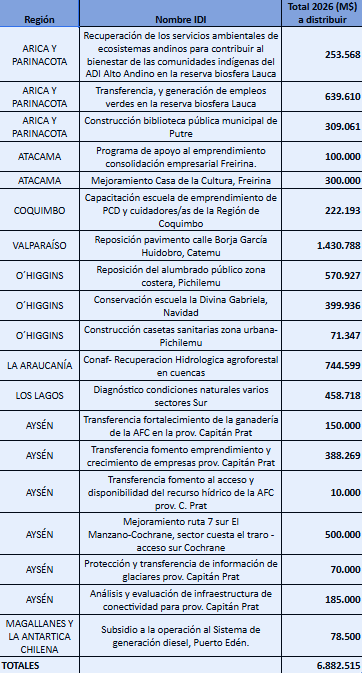 Región Nombre IDI Total 2026 (M$) a distribuir
ARICA Y PARINACOTA
Recuperación de los servicios ambientales de
ecosistemas andinos para contribuir al
bienestar de las comunidades indígenas del
ADI Alto Andino en la reserva biosfera Lauca
253.568
ARICA Y PARINACOTA
Transferencia, y generación de empleos
verdes en la reserva biosfera Lauca
639.610
ARICA Y PARINACOTA
Construcción biblioteca pública municipal de
Putre
309.061
ATACAMA
Programa de apoyo al emprendimiento
consolidación empresarial Freirina.
100.000
ATACAMA
Mejoramiento Casa de la Cultura, Freirina
300.000
COQUIMBO
Capacitación escuela de emprendimiento de
PCD y cuidadores/as de la Región de
Coquimbo
222.193
VALPARAÍSO
Reposición pavimento calle Borja García
Huidobro, Catemu
1.430.788
O´HIGGINS
Reposición del alumbrado público zona
costera, Pichilemu
570.927
O´HIGGINS
Conservación escuela la Divina Gabriela,
Navidad
399.936
O´HIGGINS
Construcción casetas sanitarias zona urbana-
Pichilemu
71.347
LA ARAUCANÍA
Conaf- Recuperacion Hidrologica agroforestal
en cuencas
744.599
LOS LAGOS
Diagnóstico condiciones naturales varios
sectores Sur
458.718
AYSÉN
Transferencia fortalecimiento de la ganadería
de la AFC en la prov. Capitán Prat
150.000
AYSÉN
Transferencia fomento emprendimiento y
crecimiento de empresas prov. Capitán Prat
388.269
AYSÉN
Transferencia fomento al acceso y
disponibilidad del recurso hídrico de la AFC
prov. C. Prat
10.000
AYSÉN
Mejoramiento ruta 7 sur El
Manzano-Cochrane, sector cuesta el traro -
acceso sur Cochrane
500.000
AYSÉN
Protección y transferencia de información de
glaciares prov. Capitán Prat
70.000
AYSÉN
Análisis y evaluación de infraestructura de
conectividad para prov. Capitán Prat
185.000
MAGALLANES Y
LA ANTARTICA
CHILENA
Subsidio a la operación al Sistema de
generación diesel, Puerto Edén.
78.500
TOTALES 6.882.515